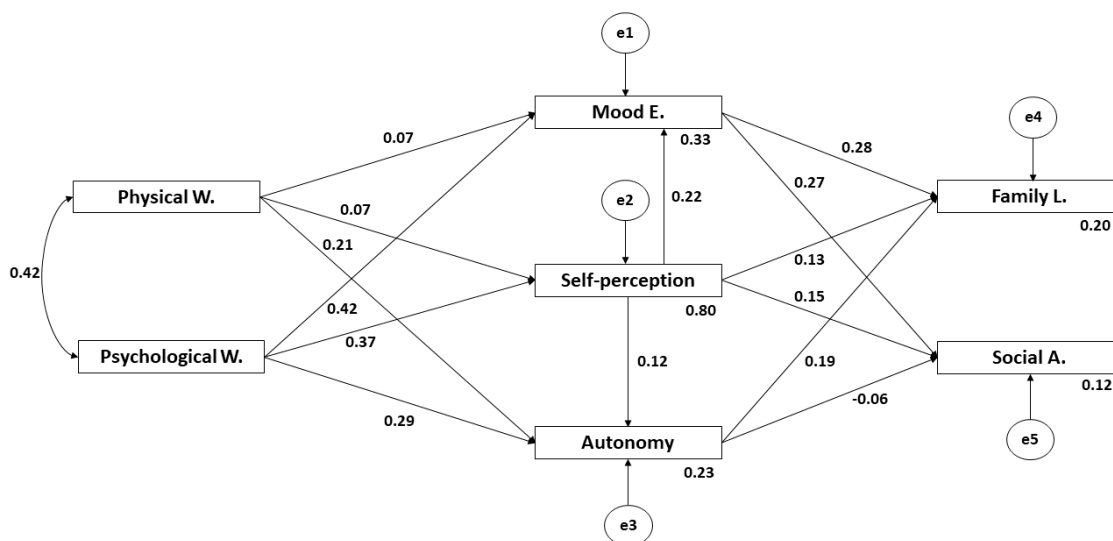 e1
Mood E.
e4
0.07
0.33
0.28
Physical W.
e2
0.22
0.27
Family L.
0.07
0.20
0.42
0.21
Self-perception
0.13
0.42
0.80
0.15
Psychological W.
0.37
0.12
0.19
Social A.
0.29
-0.06
0.12
Autonomy
0.23
e5
e3